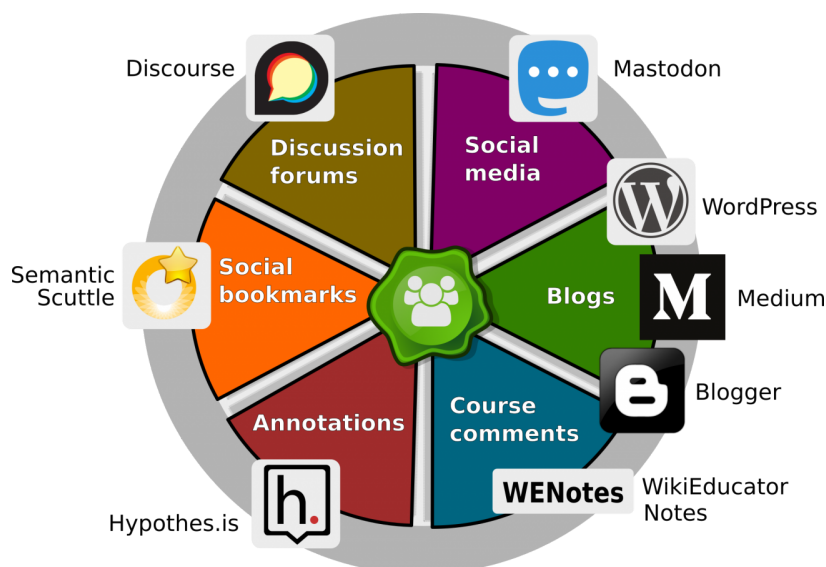 Discourse
Mastodon
Discussion
forums
Social
media
W
WordPress
Semantic
Scuttle
Social
bookmarks
Blogs
M
Medium
B
Blogger
Annotations
Course
comments
h.
Hypothes.is
WENotes
WikiEducator
Notes